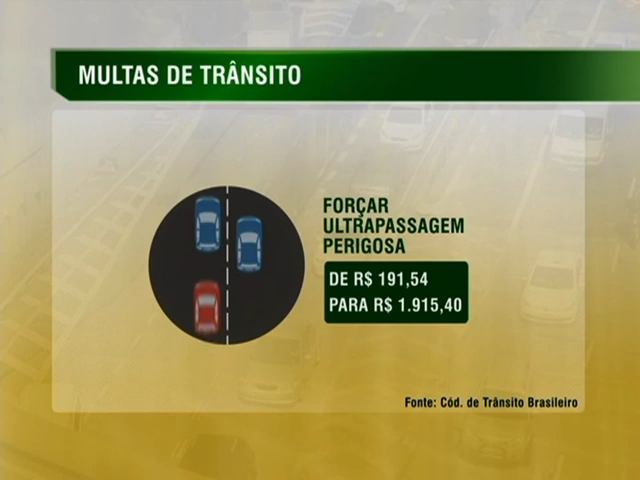 MULTAS DE TRÂNSITO
FORÇAR
ULTRAPASSAGEM
PERIGOSA
DE R$ 191,54
PARA R$ 1.915,40
Fonte: Cód. de Trânsito Brasileiro